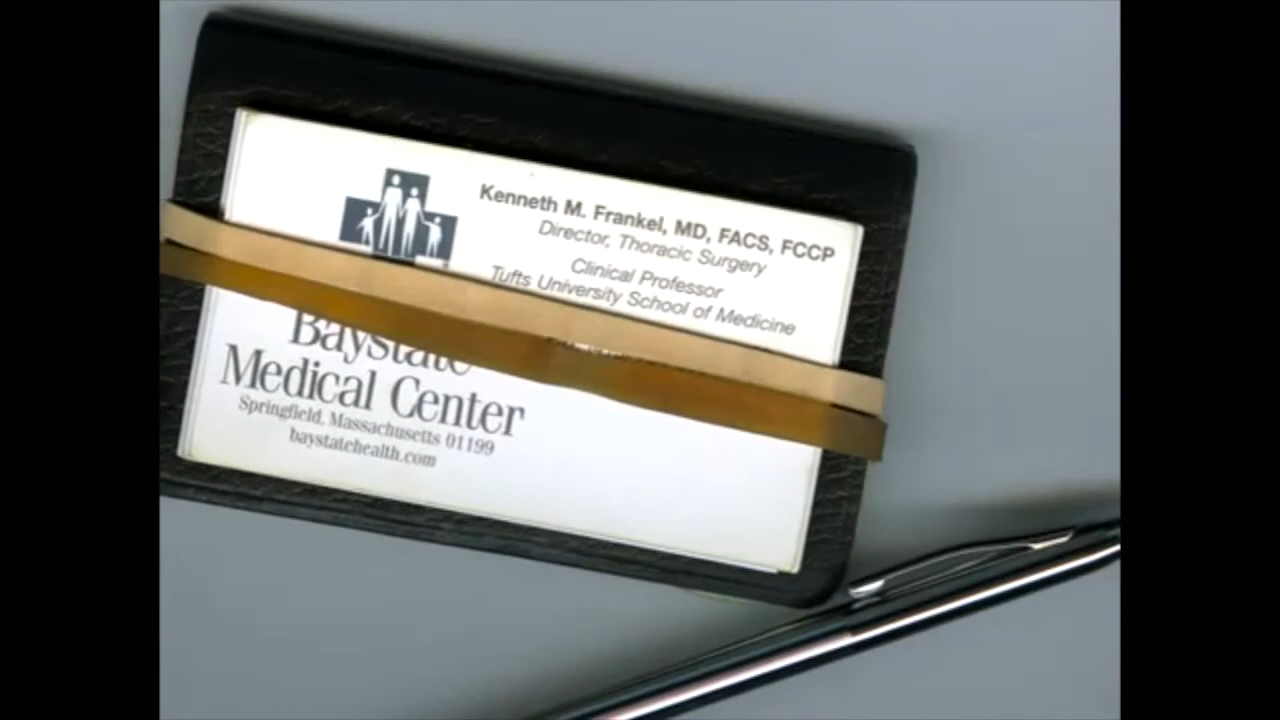 Kenneth M. Frankel, MD, FACS, FCCP
Director, Thoracic Surgery
Clinical Professor
Tufts University School of Medicine
Baystate
Medical Center
Springfield, Massachusetts 01199
baystatehealth.com